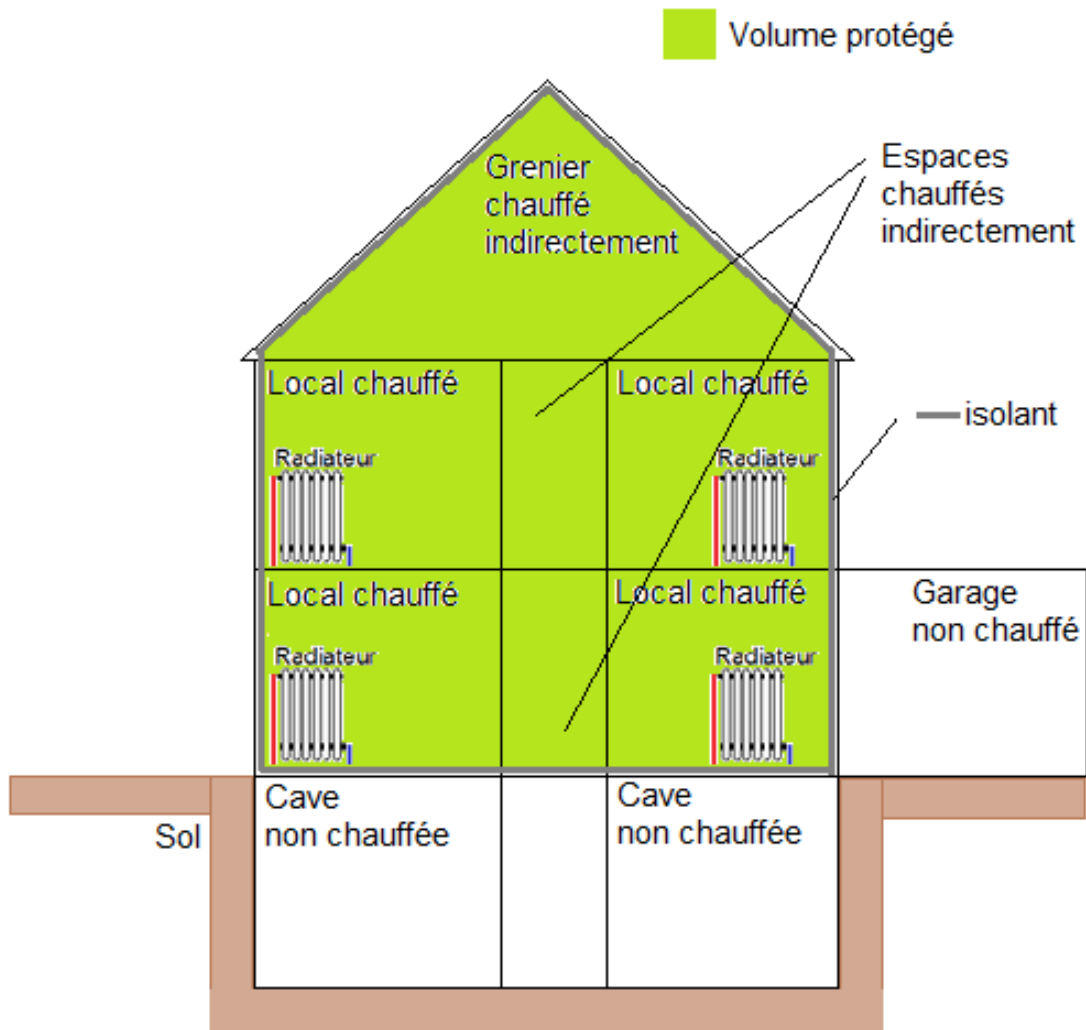 Volume protégé
Grenier
chauffé
indirectement
Espaces
chauffés
indirectement
Local chauffé
Local chauffé
isolant
Radiateur
Radiateur
Local chauffé
Local chauffé
Garage
non chauffé
Radiateur
Radiateur
Cave
non chauffée
Cave
non chauffée
Sol